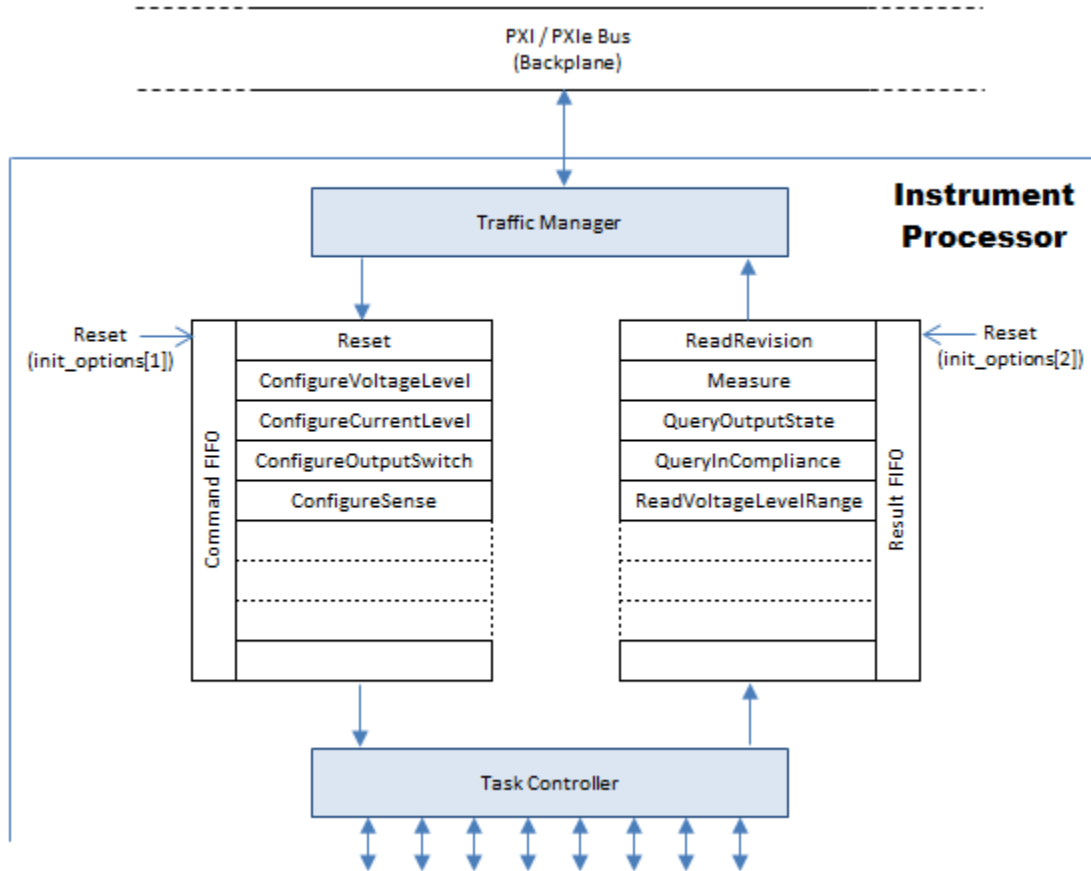 PXI / PXIe Bus
(Backplane)
Instrument
Processor
Traffic Manager
Reset
(init_options[1])
Command FIFO
Reset
ConfigureVoltageLevel
ConfigureCurrentLevel
ConfigureOutputSwitch
ConfigureSense
ReadRevision
Measure
QueryOutputState
QueryInCompliance
ReadVoltageLevelRange
Result FIFO
Reset
(init_options[2])
Task Controller